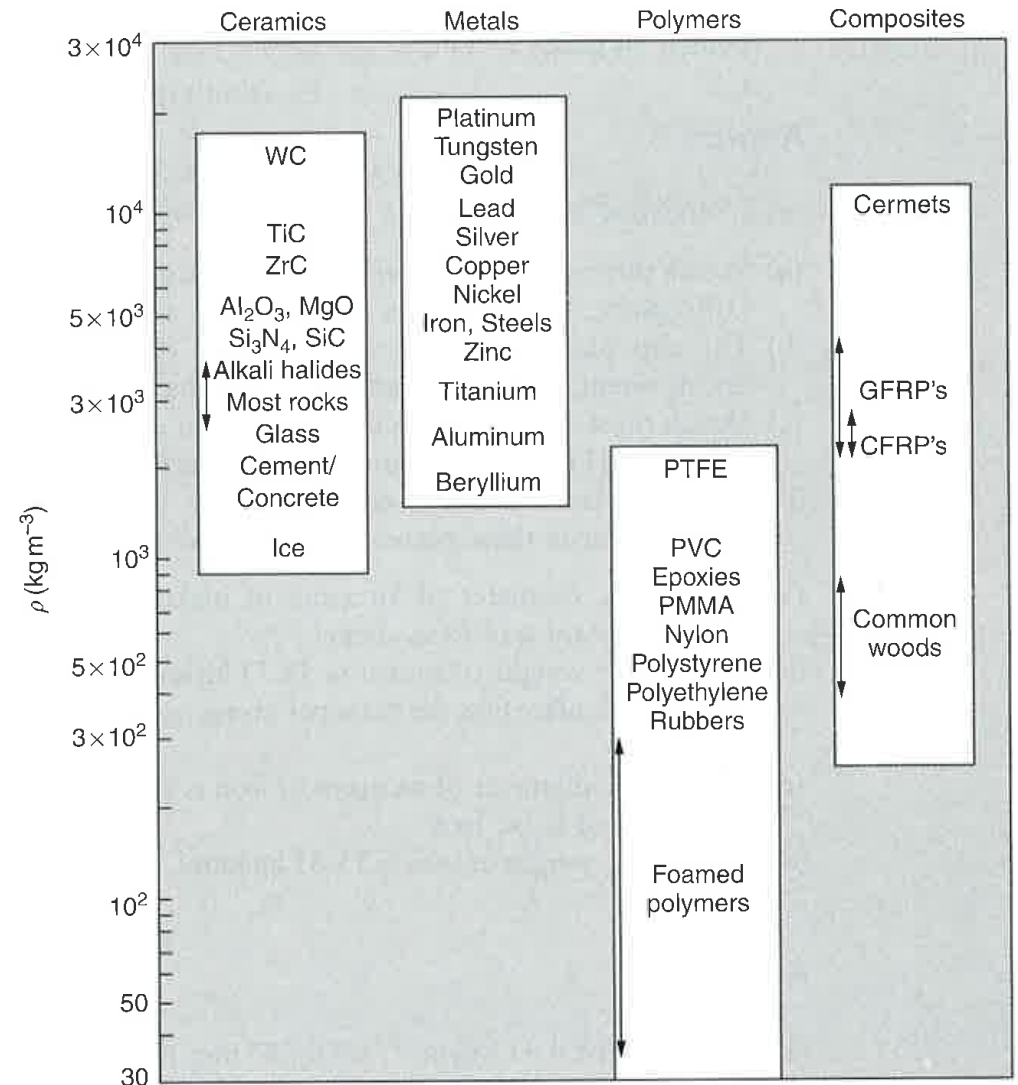 Ceramics Metals Polymers Composites
3×10⁴
10⁴
5×10³
3×10³
10³
5×10²
3×10²
10²
50
30
ρ (kg m⁻³)
WC
TiC
ZrC
Al₂O₃, MgO
Si₃N₄, SiC
Alkali halides
Most rocks
Glass
Cement/
Concrete
Ice
Platinum
Tungsten
Gold
Lead
Silver
Copper
Nickel
Iron, Steels
Zinc
Titanium
Aluminum
Beryllium
PTFE
PVC
Epoxies
PMMA
Nylon
Polystyrene
Polyethylene
Rubbers
Foamed
polymers
Cermets
GFRP's
CFRP's
Common
woods